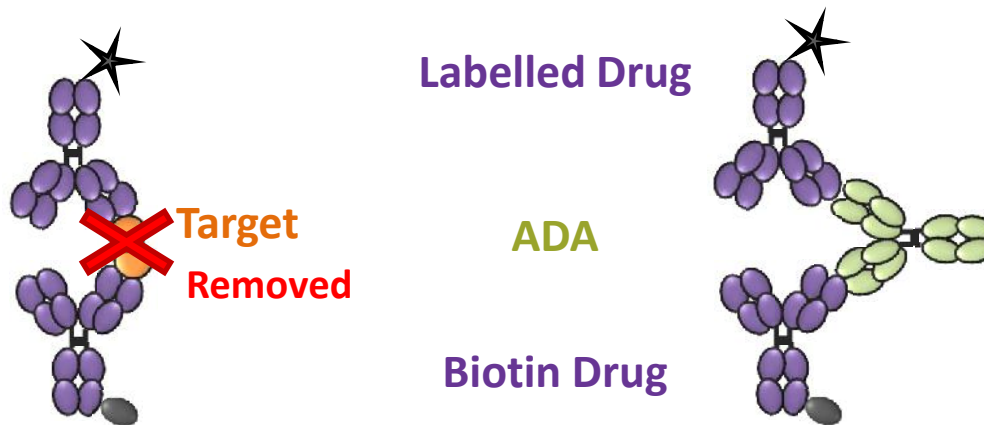 Labelled Drug
Target
Removed
ADA
Biotin Drug